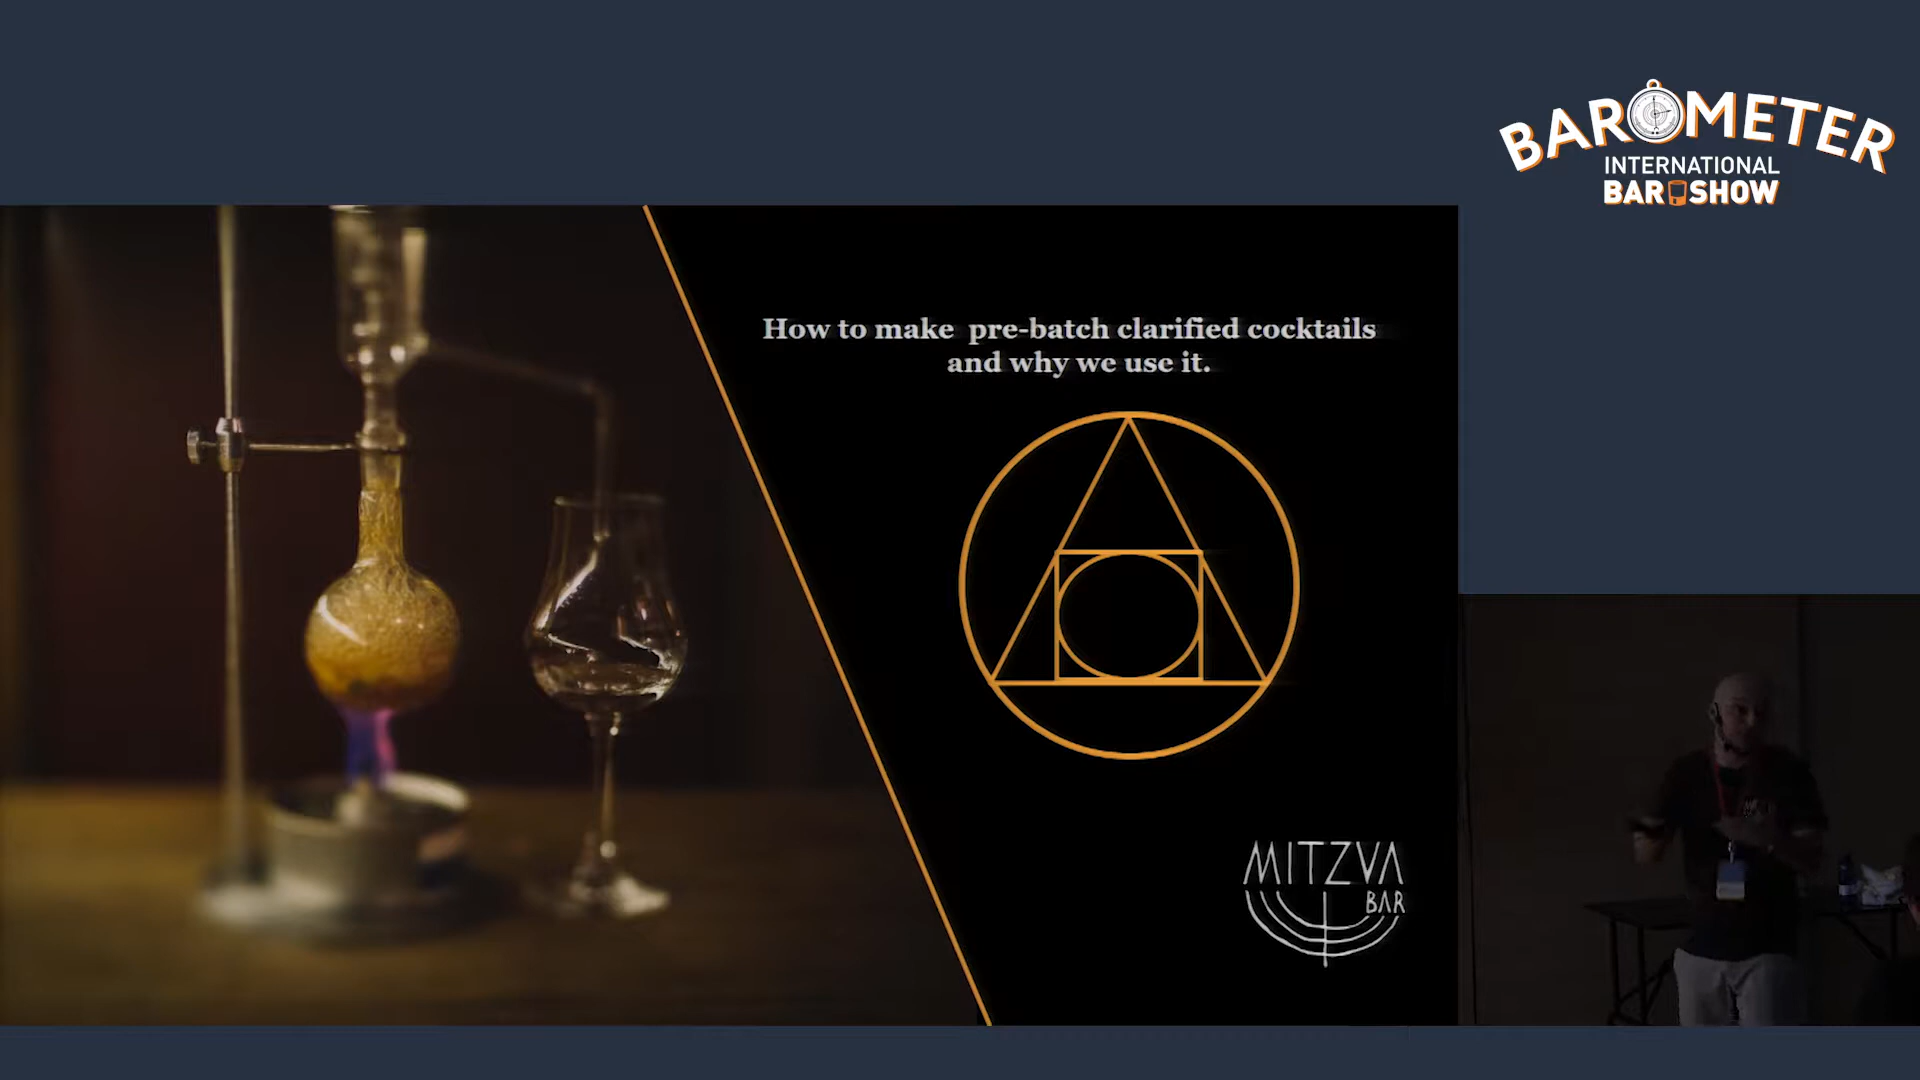 BAROMETER
INTERNATIONAL
BAR SHOW
How to make pre-batch clarified cocktails
and why we use it.
MITZVA
BAR